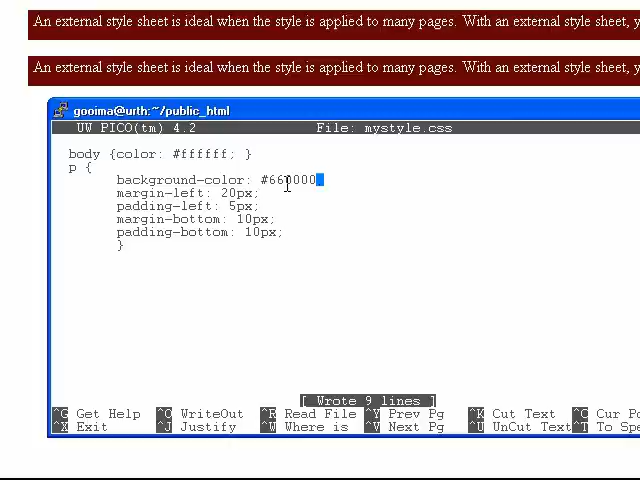 An external style sheet is ideal when the style is applied to many pages. With an external style sheet, y
An external style sheet is ideal when the style is applied to many pages. With an external style sheet, y
gooima@urth:~/public_html
UW PICO(tm) 4.2 File: mystyle.css
body {color: #ffffff; }
p {
background-color: #660000;
margin-left: 20px;
padding-left: 5px;
margin-bottom: 10px;
padding-bottom: 10px;
}
[ Wrote 9 lines ]
^G Get Help ^O WriteOut ^R Read File ^Y Prev Pg ^K Cut Text ^C Cur Po
^X Exit ^J Justify ^W Where is ^V Next Pg ^U UnCut Text ^T To Spe